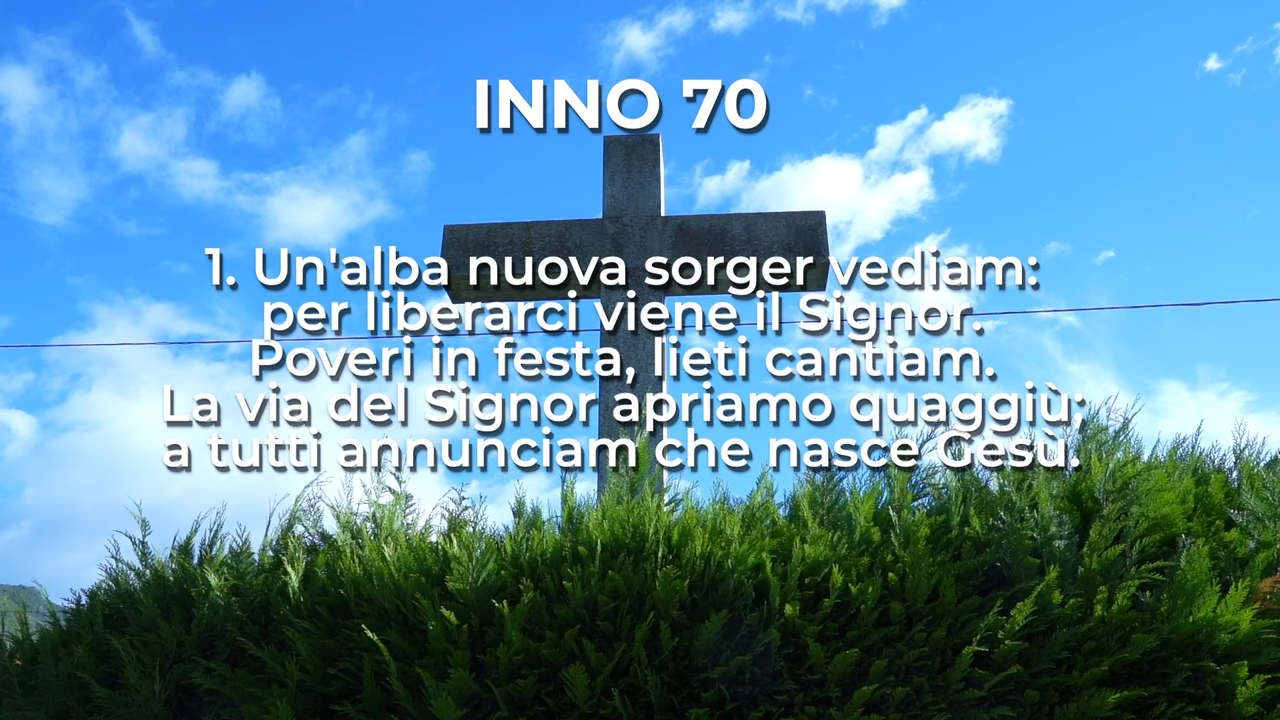 INNO 70
1. Un'alba nuova sorger vediam:
per liberarci viene il Signor.
Poveri in festa, lieti cantiam.
La via del Signor apriamo quaggiù;
a tutti annunciam che nasce Gesù.